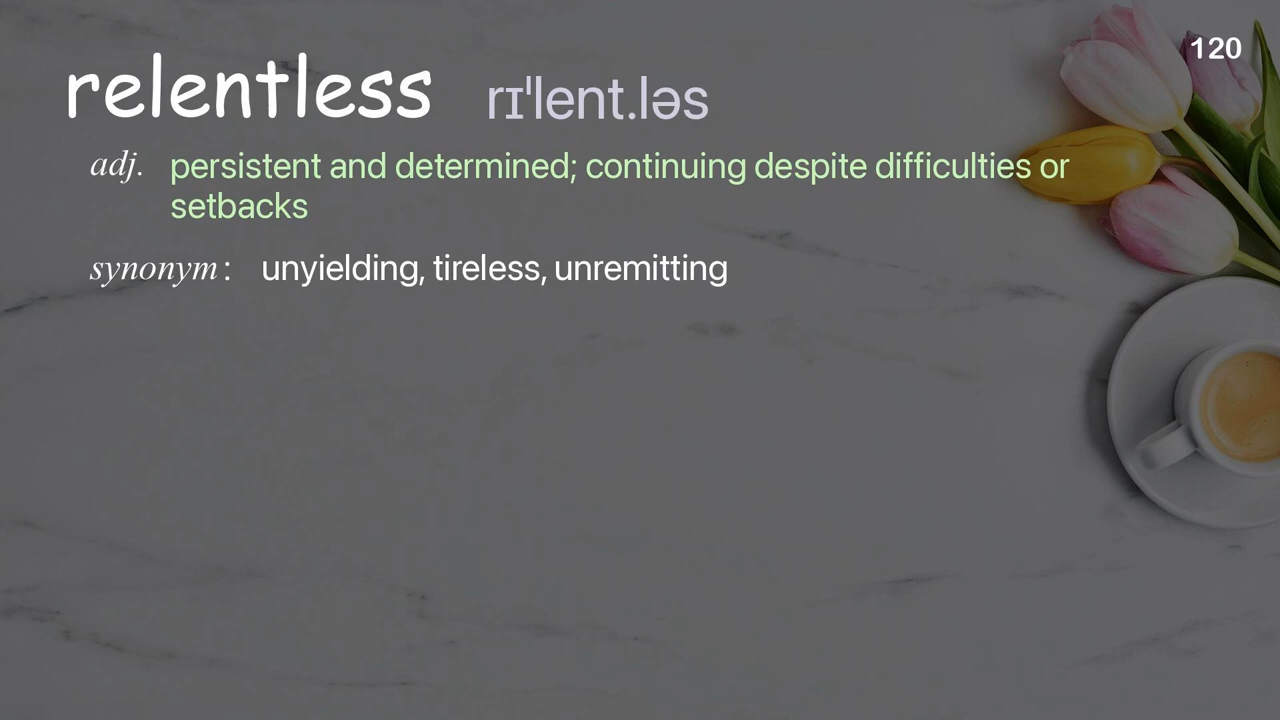 120
relentless rɪˈlent.ləs
adj. persistent and determined; continuing despite difficulties or
setbacks
synonym: unyielding, tireless, unremitting